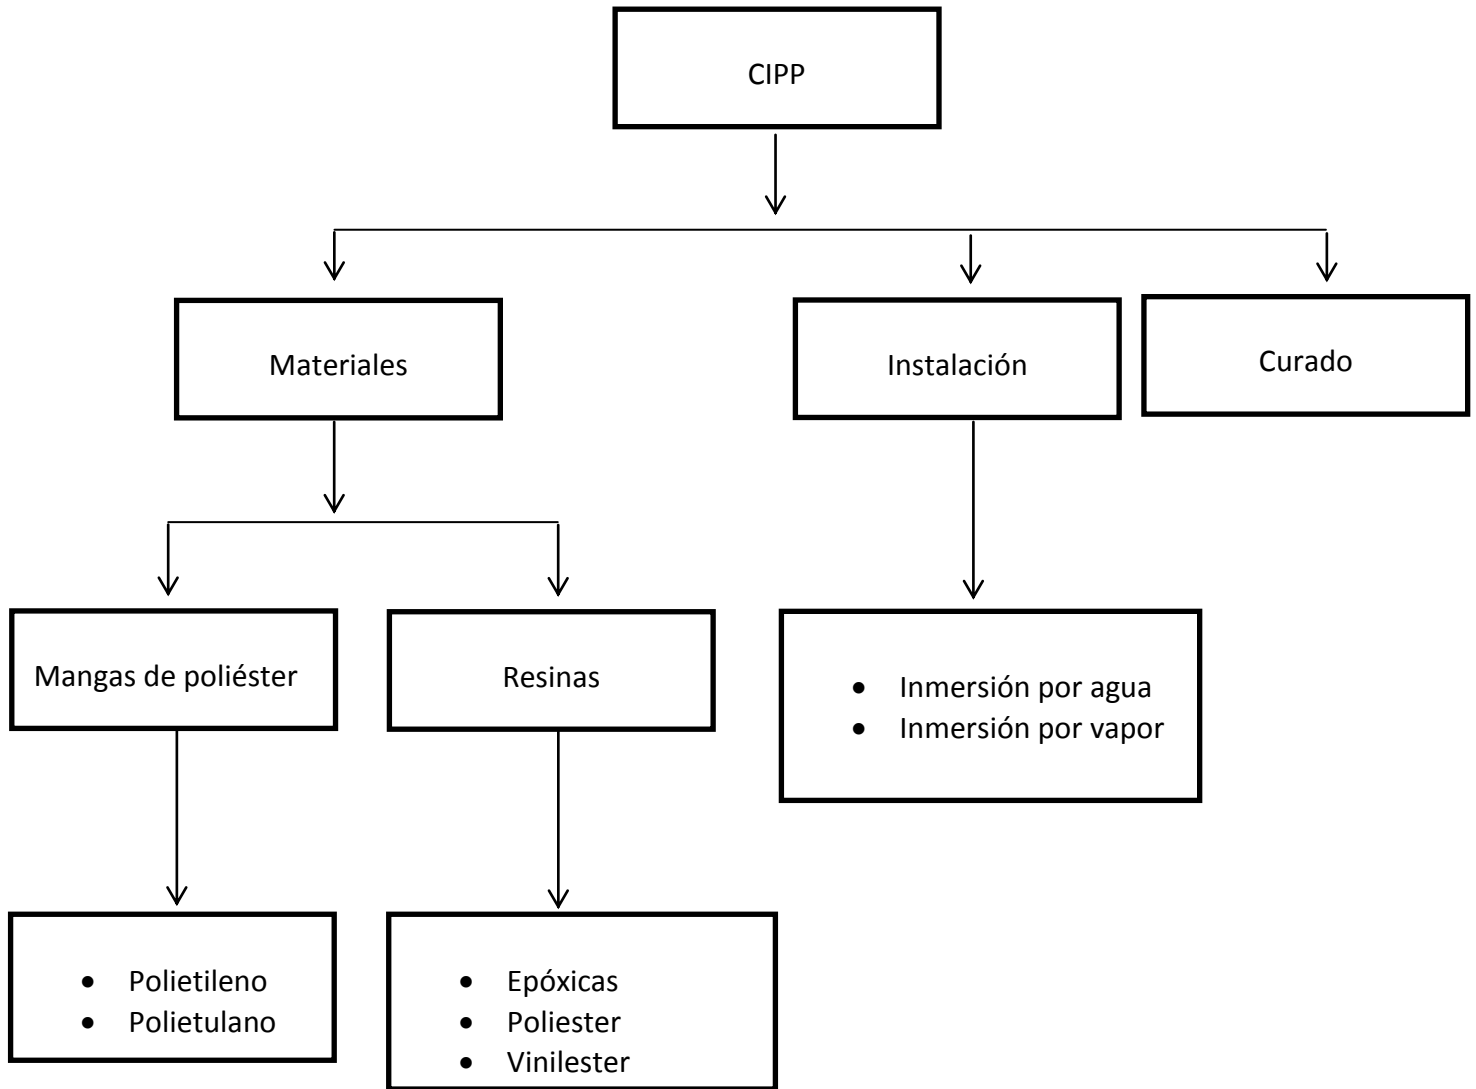 CIPP
Materiales
Instalación
Curado
Mangas de poliéster
Resinas
• Inmersión por agua
• Inmersión por vapor
• Polietileno
• Polietulano
• Epóxicas
• Poliester
• Vinilester